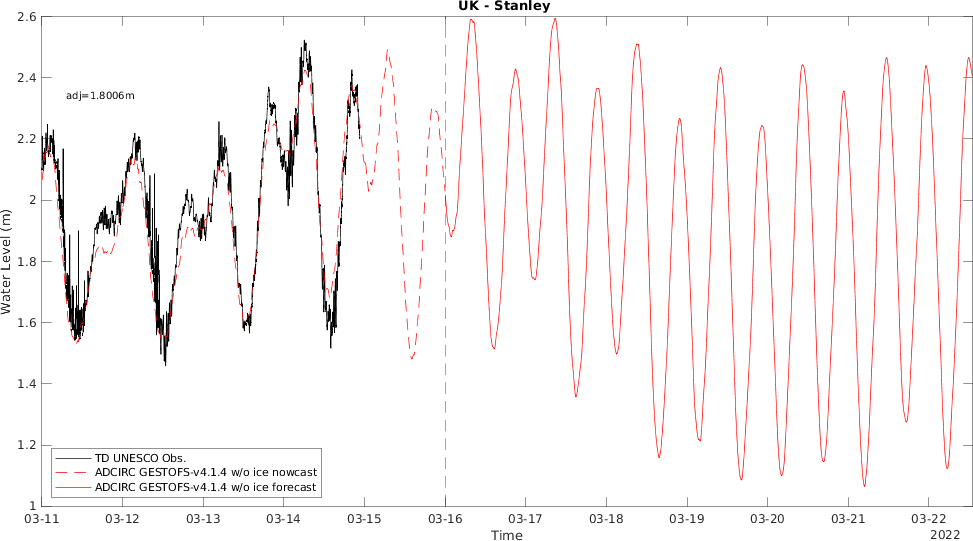 UK - Stanley
2.6
2.4
2.2
2
1.8
1.6
1.4
1.2
1
Water Level (m)
adj=1.8006m
TD UNESCO Obs.
ADCIRC GESTOFS-v4.1.4 w/o ice nowcast
ADCIRC GESTOFS-v4.1.4 w/o ice forecast
03-11 03-12 03-13 03-14 03-15 03-16 03-17 03-18 03-19 03-20 03-21 03-22
Time
2022